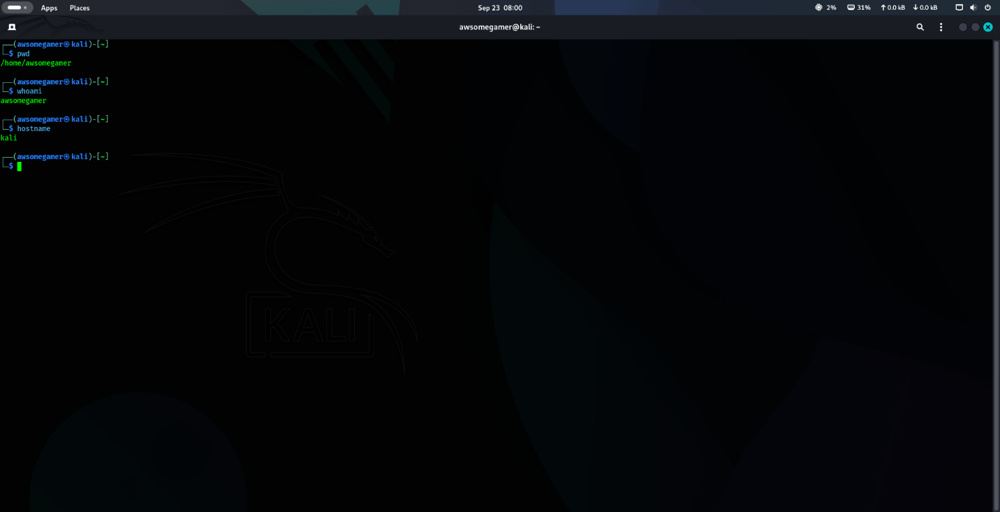 Apps Places Sep 23 08:00 2% 31% ↑ 0.0 kB ↓ 0.0 kB
awsomegamer@kali: ~
┌──(awsomegamer㉿kali)-[~]
└─$ pwd
/home/awsomegamer
┌──(awsomegamer㉿kali)-[~]
└─$ whoami
awsomegamer
┌──(awsomegamer㉿kali)-[~]
└─$ hostname
kali
┌──(awsomegamer㉿kali)-[~]
└─$
KALI